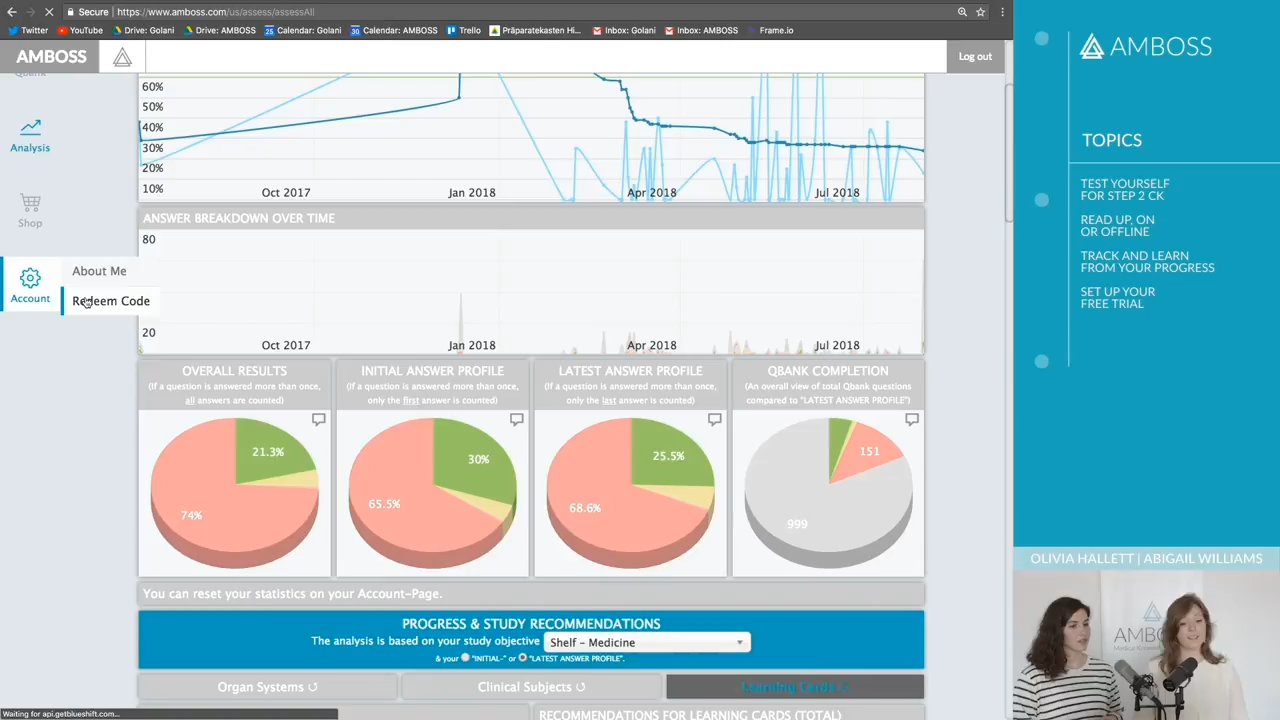 Secure | https://www.amboss.com/us/assess/assessAll
Twitter YouTube Drive: Golani Drive: AMBOSS 25 Calendar: Golani 30 Calendar: AMBOSS Trello Präparatekasten Hi... Inbox: Golani Inbox: AMBOSS Frame.io
AMBOSS
Log out
Qbank
Analysis
Shop
Account
About Me
Redeem Code
60%
50%
40%
30%
20%
10%
Oct 2017 Jan 2018 Apr 2018 Jul 2018
ANSWER BREAKDOWN OVER TIME
80
20
Oct 2017 Jan 2018 Apr 2018 Jul 2018
OVERALL RESULTS
(If a question is answered more than once,
all answers are counted)
21.3%
74%
INITIAL ANSWER PROFILE
(If a question is answered more than once,
only the first answer is counted)
30%
65.5%
LATEST ANSWER PROFILE
(If a question is answered more than once,
only the last answer is counted)
25.5%
68.6%
QBANK COMPLETION
(An overall view of total Qbank questions
compared to "LATEST ANSWER PROFILE")
151
999
You can reset your statistics on your Account-Page.
PROGRESS & STUDY RECOMMENDATIONS
The analysis is based on your study objective Shelf - Medicine
& your "INITIAL-" or "LATEST ANSWER PROFILE".
Organ Systems Clinical Subjects Learning Cards
RECOMMENDATIONS FOR LEARNING CARDS (TOTAL)
Waiting for api.getblueshift.com...
AMBOSS
TOPICS
TEST YOURSELF
FOR STEP 2 CK
READ UP, ON
OR OFFLINE
TRACK AND LEARN
FROM YOUR PROGRESS
SET UP YOUR
FREE TRIAL
OLIVIA HALLETT | ABIGAIL WILLIAMS